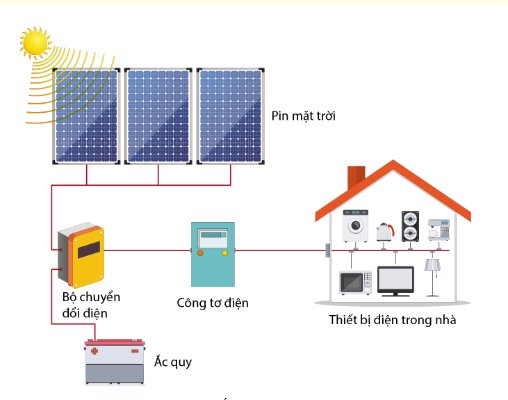 Pin mặt trời
Bộ chuyển
đổi điện
Công tơ điện
Thiết bị điện trong nhà
Ắc quy